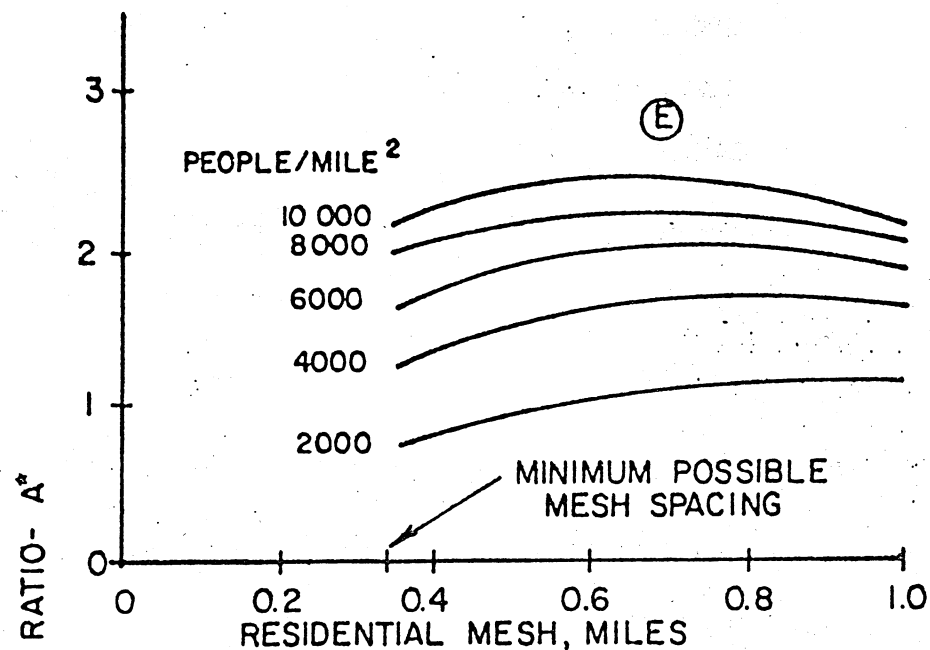 3
E
PEOPLE/MILE²
10 000
8000
2
6000
4000
1
2000
MINIMUM POSSIBLE
MESH SPACING
RATIO- A*
0
0 0.2 0.4 0.6 0.8 1.0
RESIDENTIAL MESH, MILES